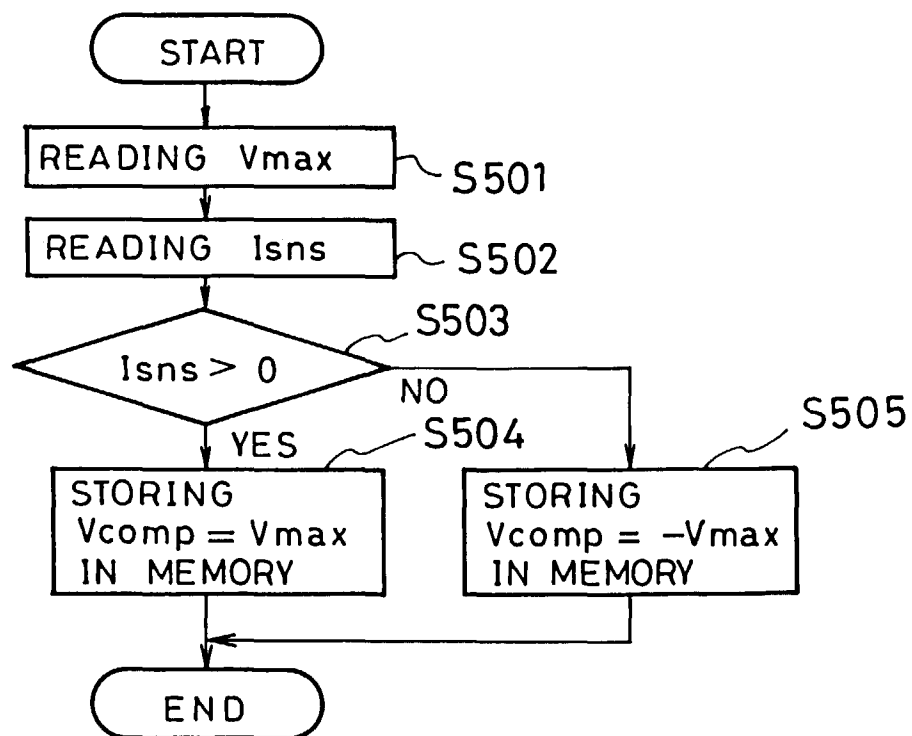 START
READING Vmax
S501
READING Isns
S502
S503
Isns > 0
NO
YES
S504
S505
STORING
Vcomp = Vmax
IN MEMORY
STORING
Vcomp = -Vmax
IN MEMORY
END